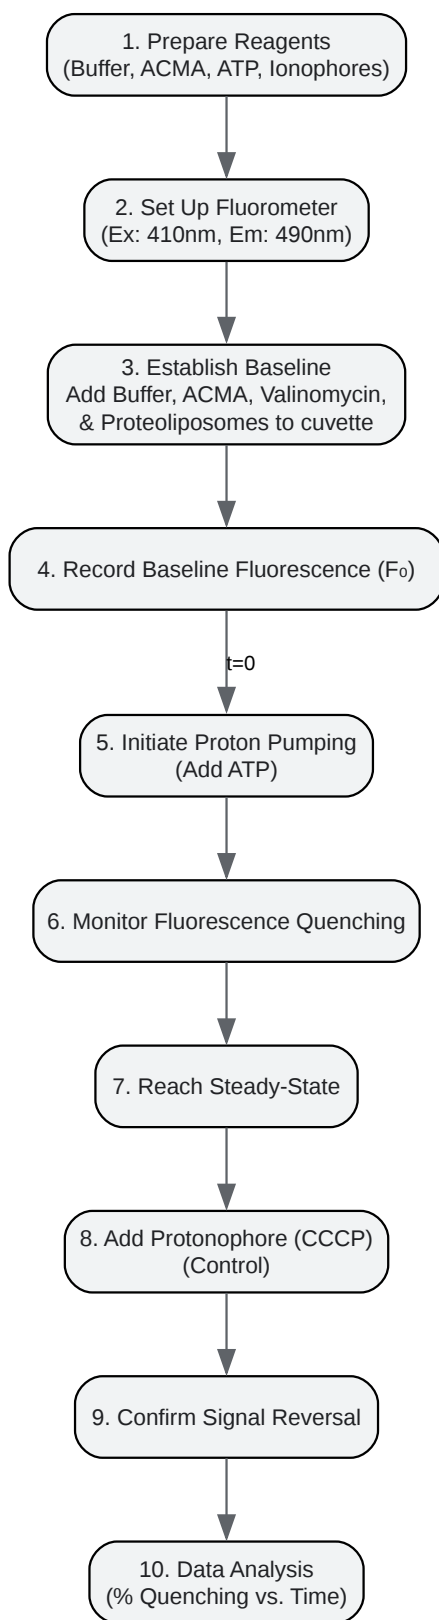 1. Prepare Reagents
(Buffer, ACMA, ATP, Ionophores)
2. Set Up Fluorometer
(Ex: 410nm, Em: 490nm)
3. Establish Baseline
Add Buffer, ACMA, Valinomycin,
& Proteoliposomes to cuvette
4. Record Baseline Fluorescence (F₀)
t=0
5. Initiate Proton Pumping
(Add ATP)
6. Monitor Fluorescence Quenching
7. Reach Steady-State
8. Add Protonophore (CCCP)
(Control)
9. Confirm Signal Reversal
10. Data Analysis
(% Quenching vs. Time)